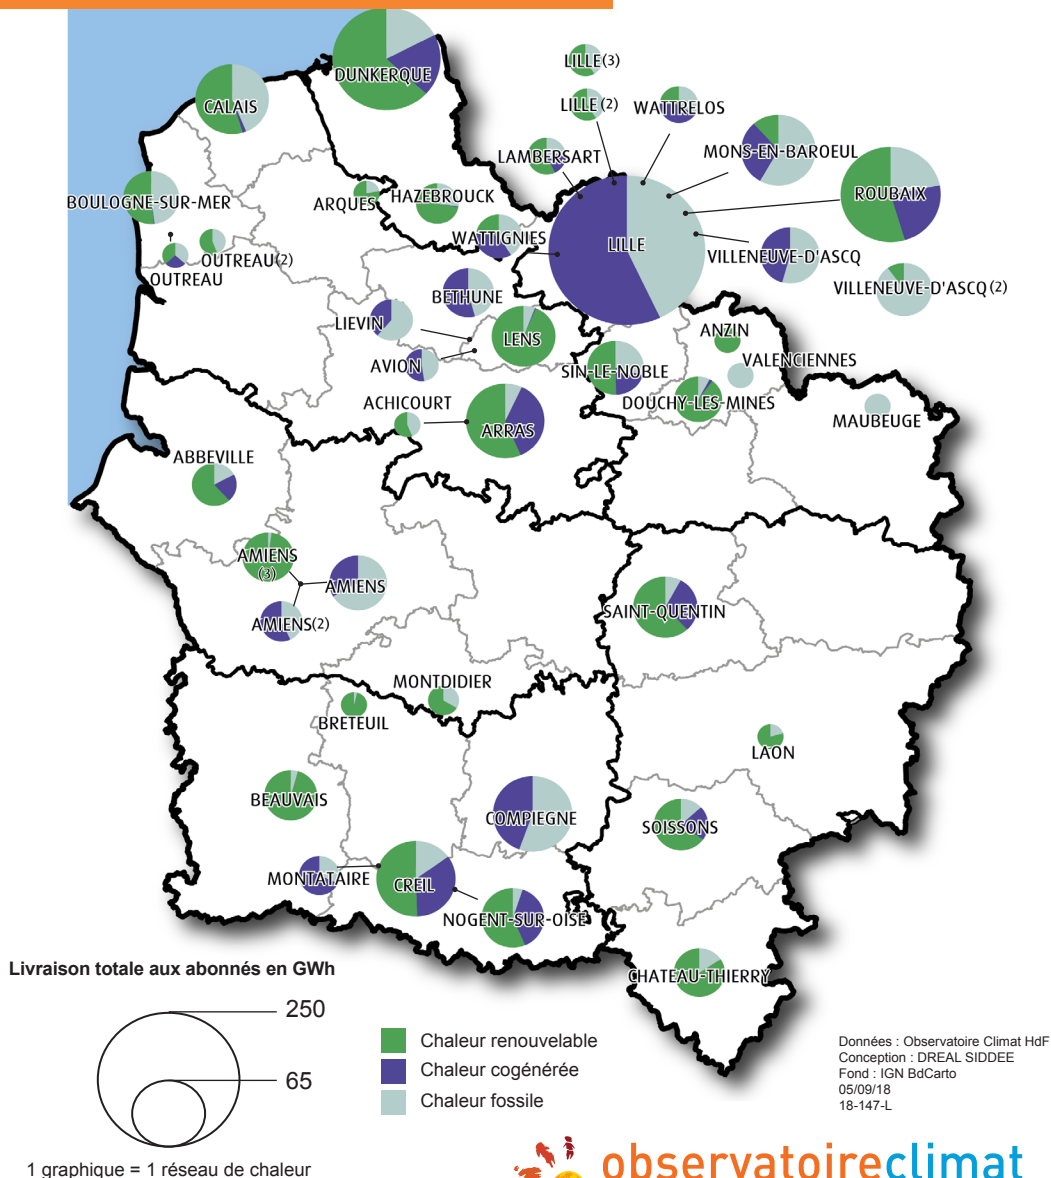 DUNKERQUE
LILLE(3)
CALAIS
LILLE(2)
WATTRELOS
LAMBERSART
MONS-EN-BAROEUL
BOULOGNE-SUR-MER
ARQUES
HAZEBROUCK
ROUBAIX
WATTIGNIES
LILLE
VILLENEUVE-D'ASCQ
OUTREAU(2)
OUTREAU
VILLENEUVE-D'ASCQ(2)
BETHUNE
LIEVIN
LENS
ANZIN
AVION
SIN-LE-NOBLE
VALENCIENNES
ACHICOURT
DOUCHY-LES-MINES
MAUBEUGE
ARRAS
ABBEVILLE
AMIENS
(3)
AMIENS
AMIENS(2)
SAINT-QUENTIN
MONTDIDIER
BRETEUIL
LAON
BEAUVAIS
COMPIEGNE
SOISSONS
MONTATAIRE
CREIL
NOGENT-SUR-OISE
CHATEAU-THIERRY
Livraison totale aux abonnés en GWh
250
65
1 graphique = 1 réseau de chaleur
Chaleur renouvelable
Chaleur cogénérée
Chaleur fossile
Données : Observatoire Climat HdF
Conception : DREAL SIDDEE
Fond : IGN BdCarto
05/09/18
18-147-L
observatoireclimat